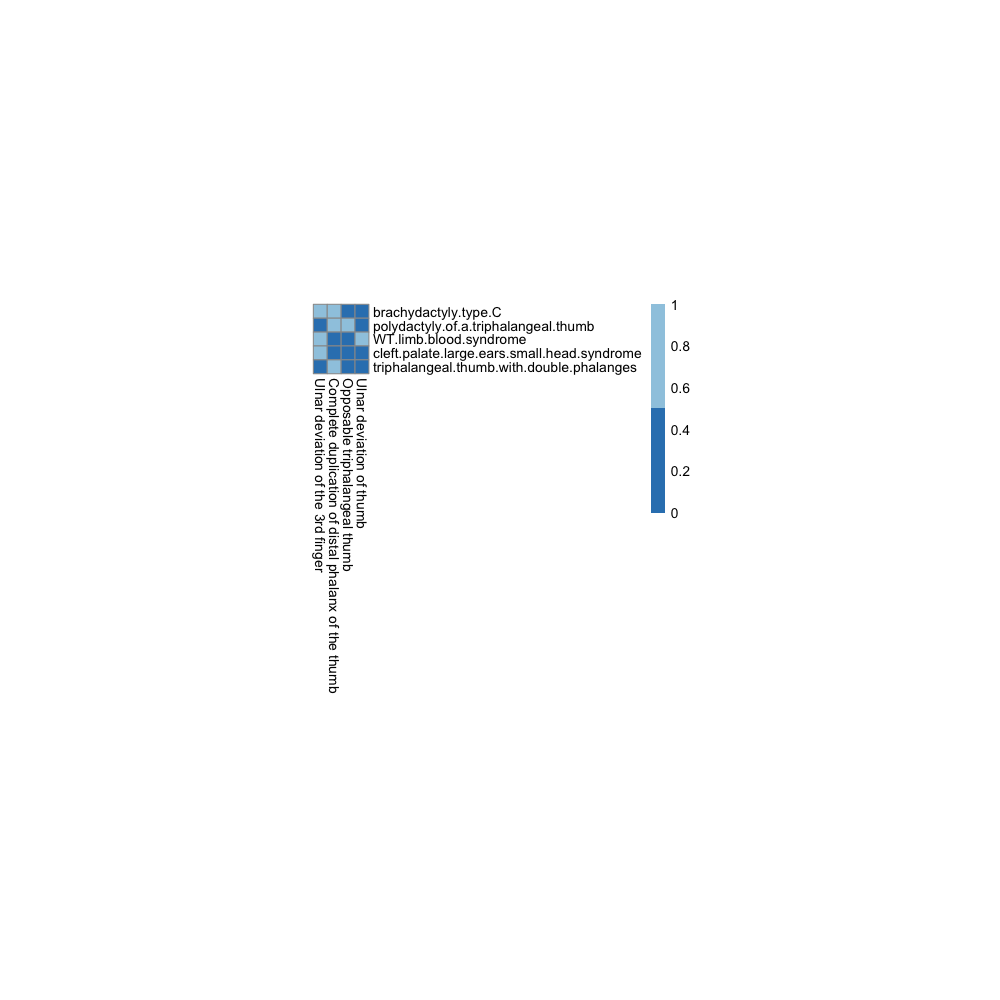 brachydactyly.type.C
polydactyly.of.a.triphalangeal.thumb
WT.limb.blood.syndrome
cleft.palate.large.ears.small.head.syndrome
triphalangeal.thumb.with.double.phalanges
Ulnar deviation of the 3rd finger
Complete duplication of distal phalanx of the thumb
Opposable triphalangeal thumb
Ulnar deviation of thumb
1
0.8
0.6
0.4
0.2
0